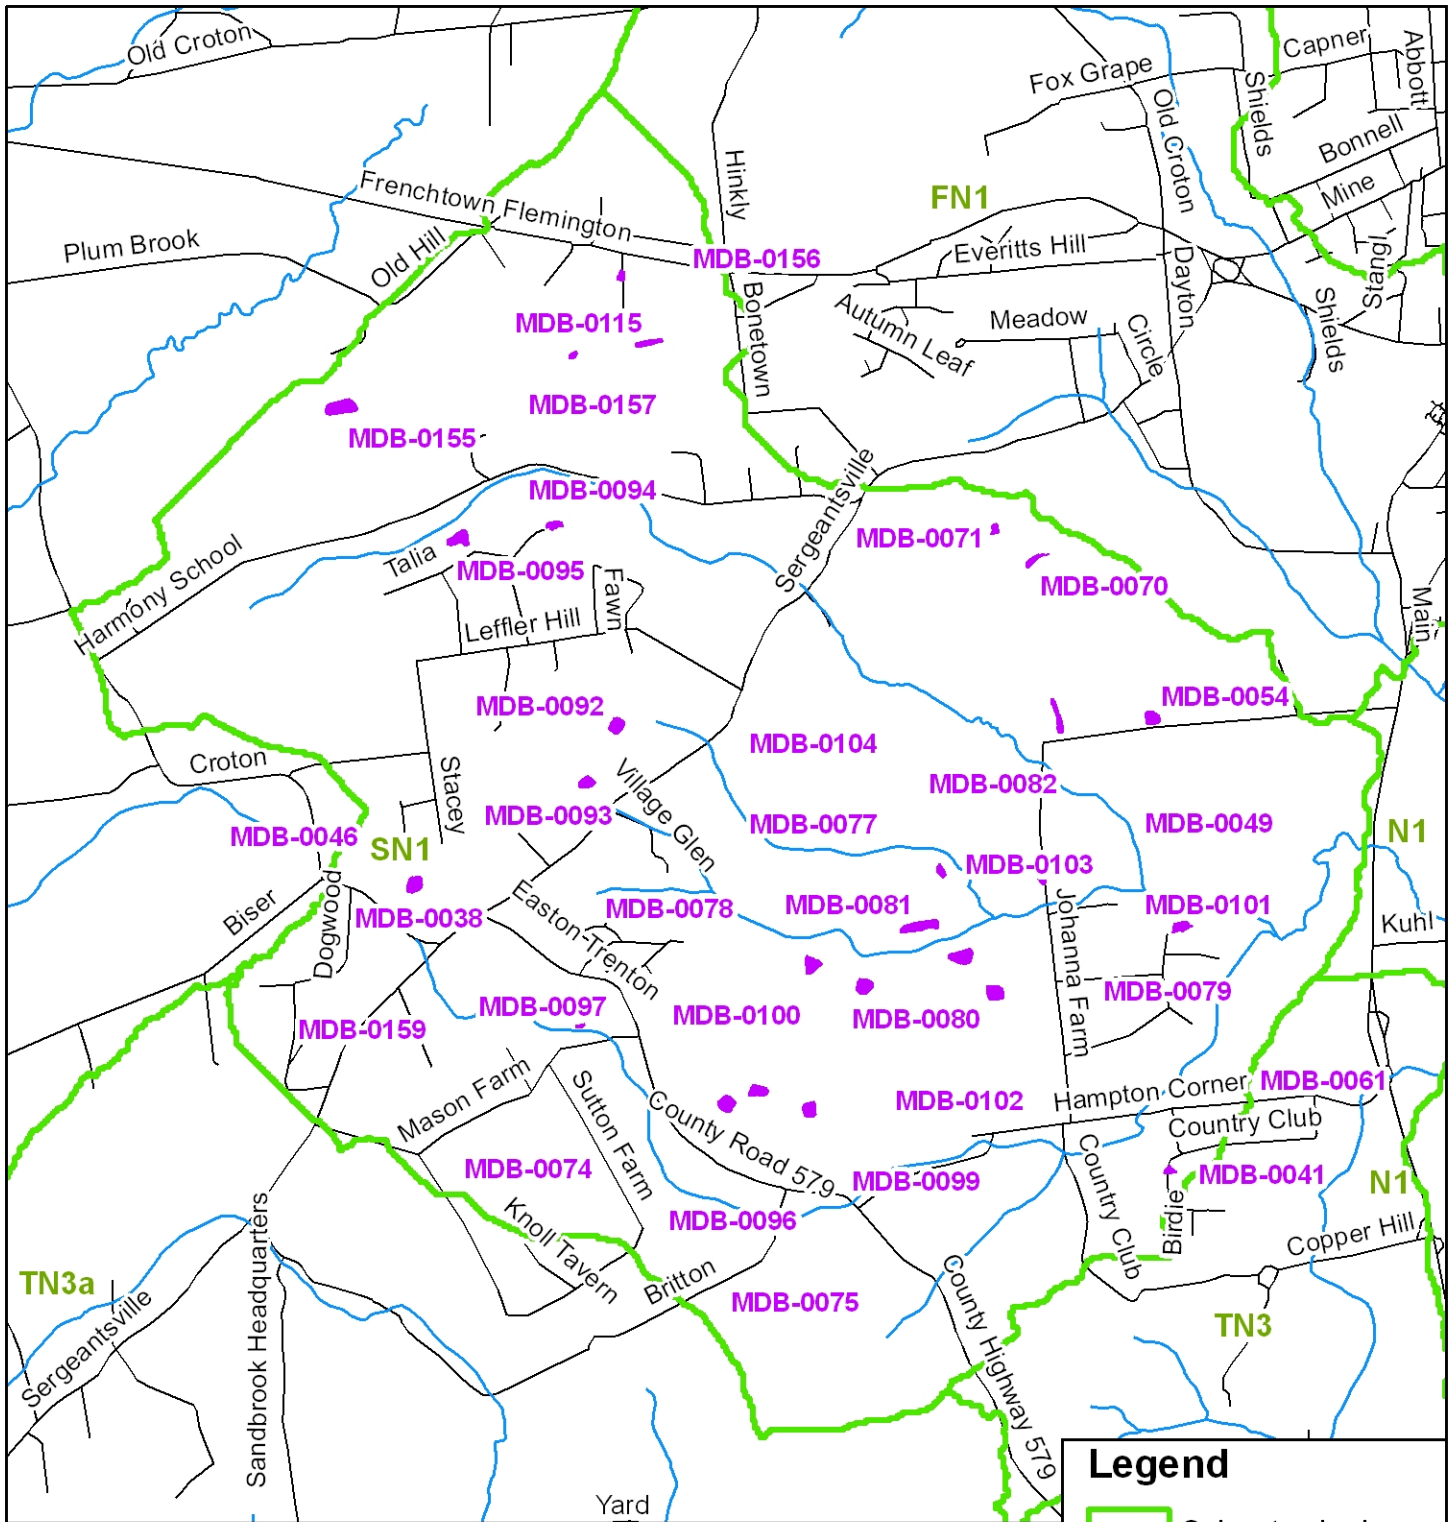 Old Croton
Capner
Abbott
Fox Grape
Shields
Old Croton
Bonnell
Mine
Hinkly
Frenchtown Flemington
FN1
Plum Brook
Old Hill
Everitts Hill
Stangl
MDB-0156
Dayton
Bonetown
Autumn Leaf
Meadow
Circle
Shields
MDB-0115
MDB-0157
MDB-0155
MDB-0094
Sergeantsville
MDB-0071
Harmony School
Talia
MDB-0095
MDB-0070
Fawn
Leffler Hill
Main
MDB-0092
MDB-0054
MDB-0104
Croton
Stacey
Village Glen
MDB-0082
MDB-0093
MDB-0077
MDB-0049
N1
MDB-0046
SN1
MDB-0103
Biser
Dogwood
MDB-0038
Easton-Trenton
MDB-0078
MDB-0081
Johanna Farm
MDB-0101
Kuhl
MDB-0079
MDB-0097
MDB-0159
MDB-0100
MDB-0080
Mason Farm
Sutton Farm
County Road 579
MDB-0102
Hampton Corner
MDB-0061
Country Club
MDB-0074
MDB-0099
Country Club
MDB-0041
N1
Birdie
MDB-0096
Knoll Tavern
Copper Hill
Sandbrook Headquarters
TN3a
Britton
MDB-0075
County Highway 579
TN3
Sergeantsville
Legend
Yard